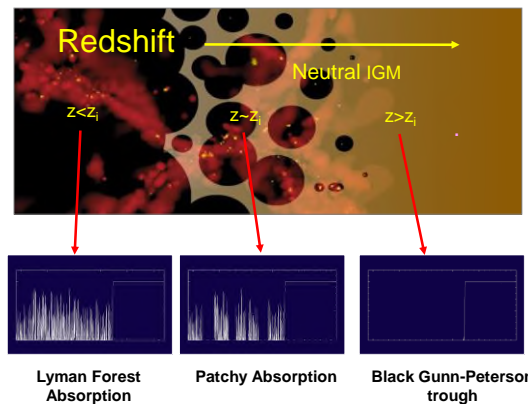 Redshift
Neutral IGM
z<zi
z~zi
z>zi
Lyman Forest
Absorption
Patchy Absorption
Black Gunn-Peterson
trough